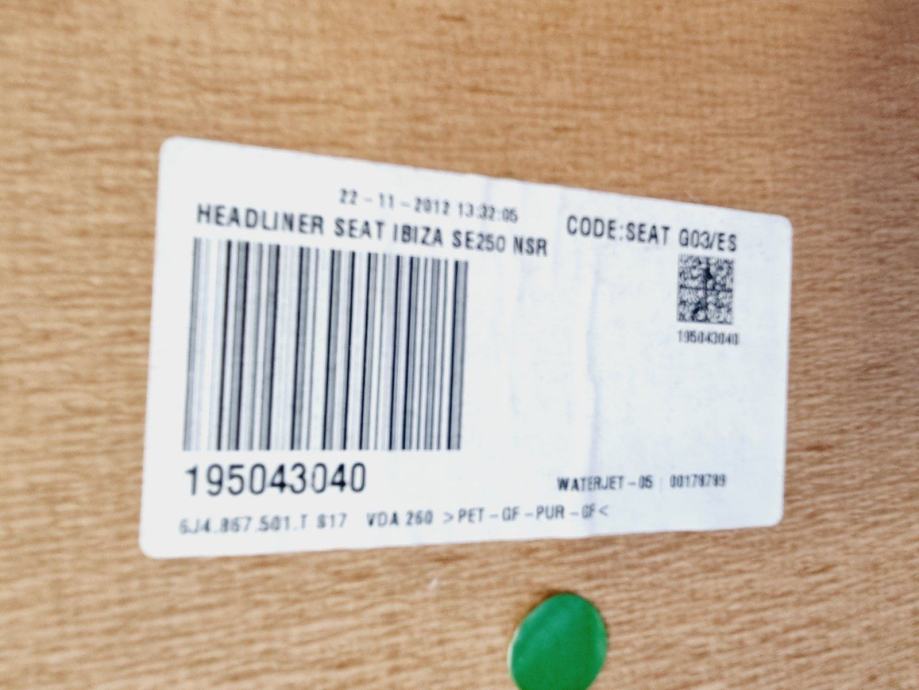 22-11-2012 13:32:05
HEADLINER SEAT IBIZA SE250 NSR
CODE:SEAT G03/ES
195043040
195043040
WATERJET-05 00178799
6J4.867.501.T S17 VDA 260 >PET-GF-PUR-GF<